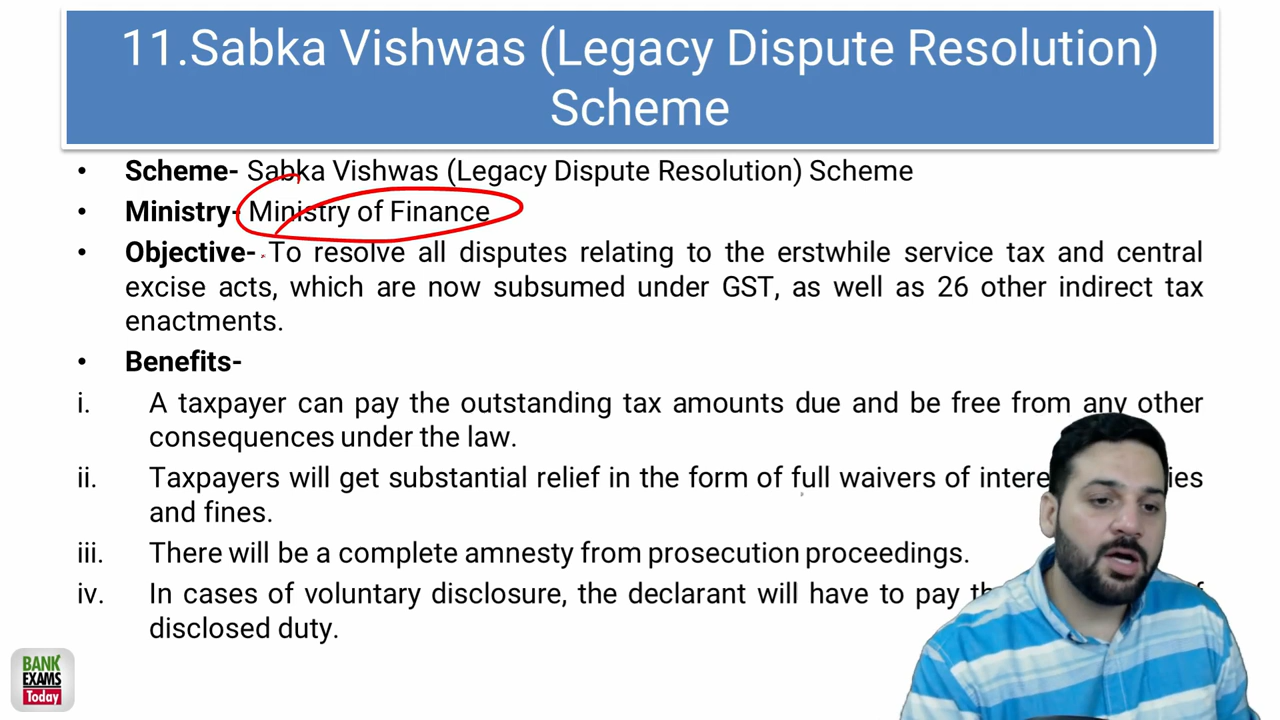 11.Sabka Vishwas (Legacy Dispute Resolution)
Scheme
• Scheme- Sabka Vishwas (Legacy Dispute Resolution) Scheme
• Ministry- Ministry of Finance
• Objective- To resolve all disputes relating to the erstwhile service tax and central
excise acts, which are now subsumed under GST, as well as 26 other indirect tax
enactments.
• Benefits-
i. A taxpayer can pay the outstanding tax amounts due and be free from any other
consequences under the law.
ii. Taxpayers will get substantial relief in the form of full waivers of
and fines.
iii. There will be a complete amnesty from prosecution proceedings.
iv. In cases of voluntary disclosure, the declarant will have to pay
disclosed duty.
BANK
EXAMS
Today